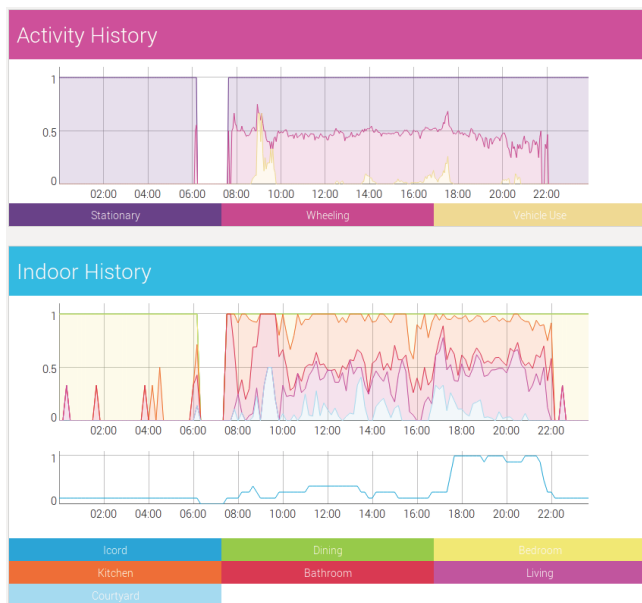 Activity History
1
0.5
0
02:00 04:00 06:00 07:00 08:00 10:00 12:00 14:00 16:00 18:00 20:00 22:00
Stationary Wheeling Vehicle Use
Indoor History
1
0.5
0
02:00 04:00 06:00 08:00 10:00 12:00 14:00 16:00 18:00 20:00 22:00
1
0
02:00 04:00 06:00 08:00 10:00 12:00 14:00 16:00 18:00 20:00 22:00
Icord Dining Bedroom
Kitchen Bathroom Living
Courtyard